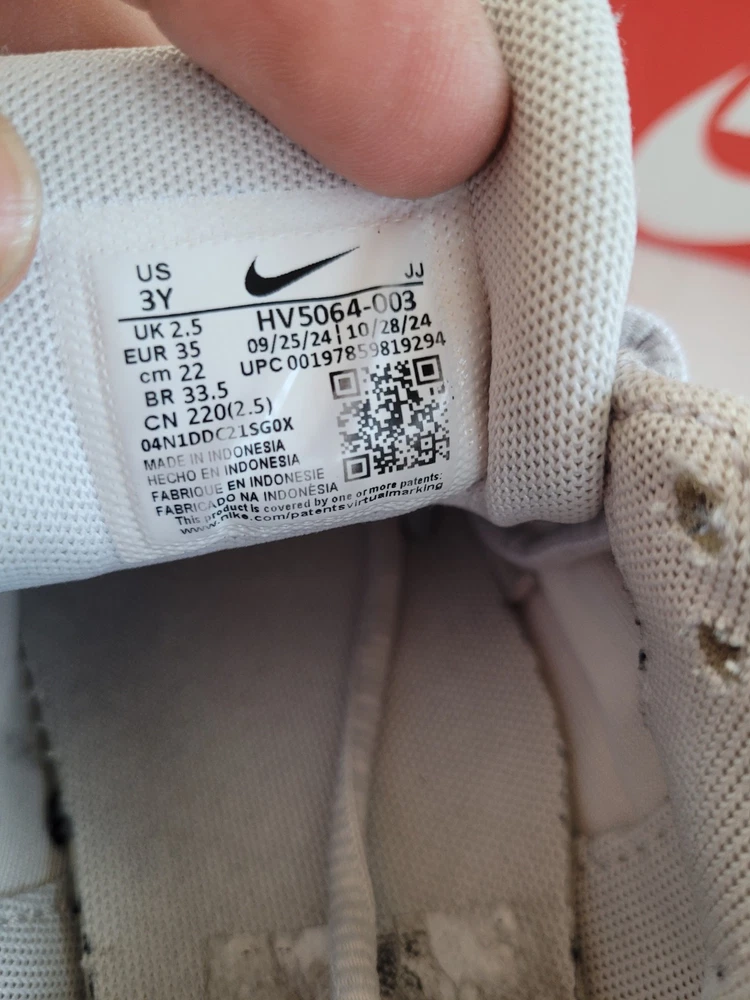 US
3Y
JJ
UK 2.5
EUR 35
cm 22
BR 33.5
CN 220(2.5)
04N1DDC21SG0X
HV5064-003
09/25/24|10/28/24
UPC 00197859819294
MADE IN INDONESIA
HECHO EN INDONESIA
FABRIQUE EN INDONESIE
FABRICADO NA INDONÉSIA
This product is covered by one or more patents:
www.nike.com/patentsvirtualmarking